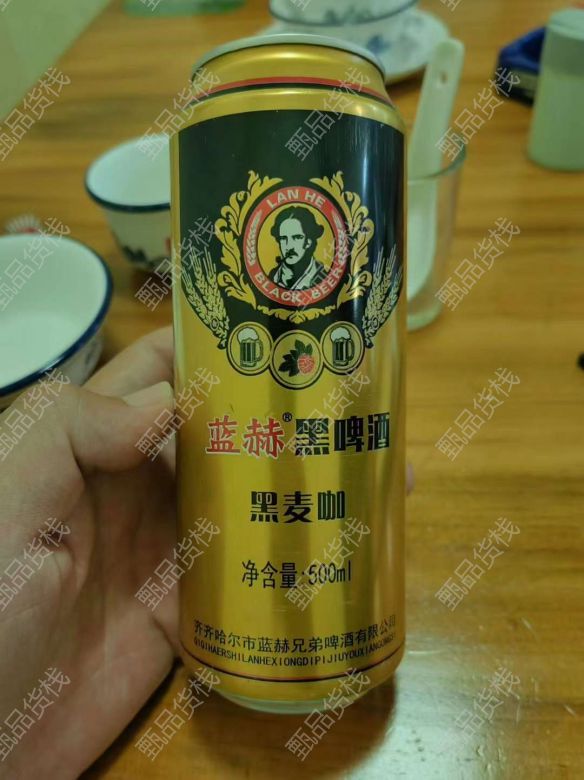 LAN HE
BLACK BEER
蓝赫®黑啤酒
黑麦咖
净含量:500ml
齐齐哈尔市蓝赫兄弟啤酒有限公司
QIQIHAERSHILANHEXIONGDIPIJIUYOUXIANGONGSI
甄品货栈